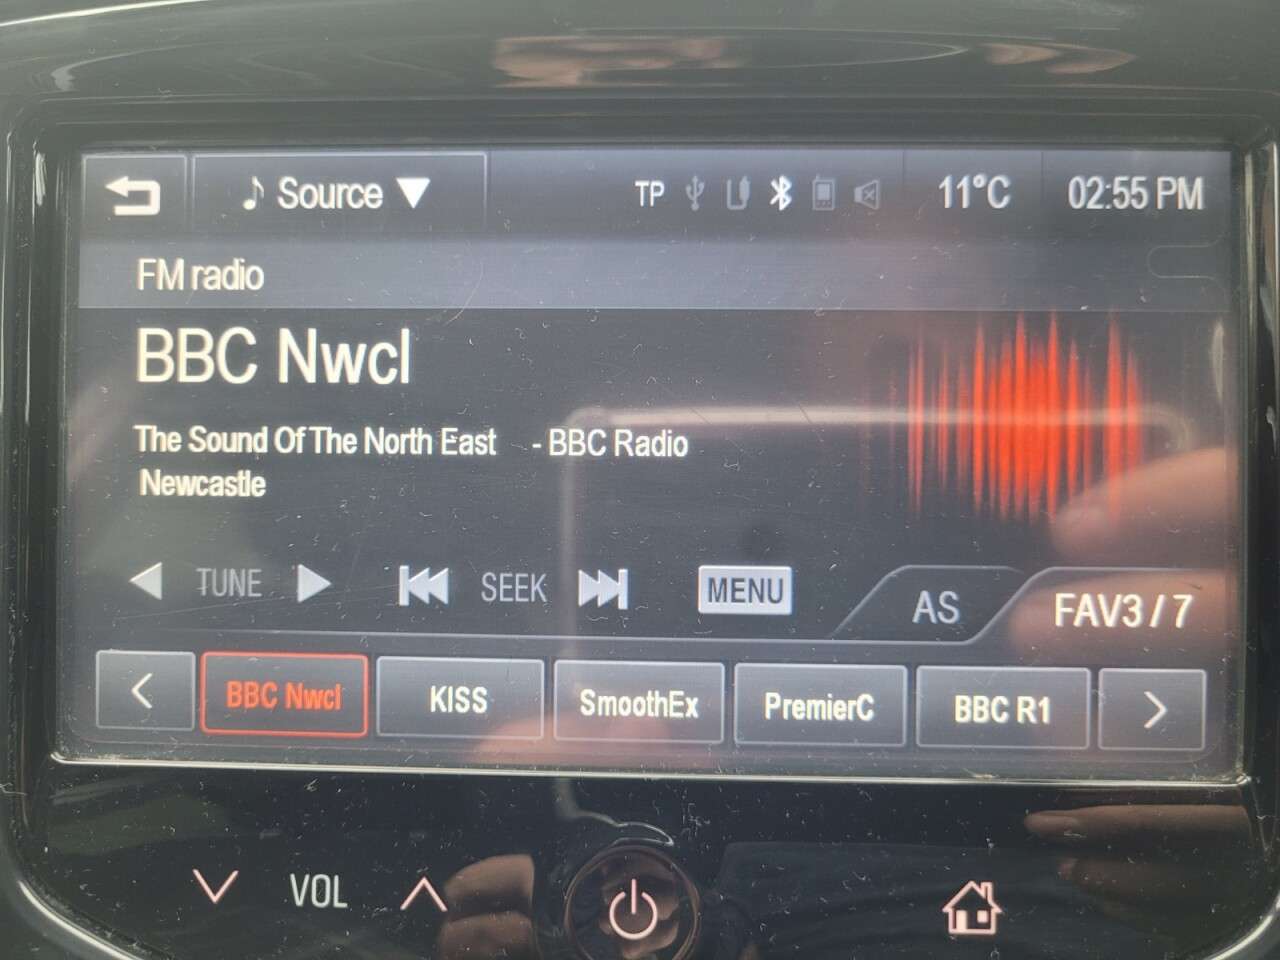 Source
TP
11°C
02:55 PM
FM radio
BBC Nwcl
The Sound Of The North East - BBC Radio
Newcastle
TUNE
SEEK
MENU
AS
FAV3 / 7
BBC Nwcl
KISS
SmoothEx
PremierC
BBC R1
VOL